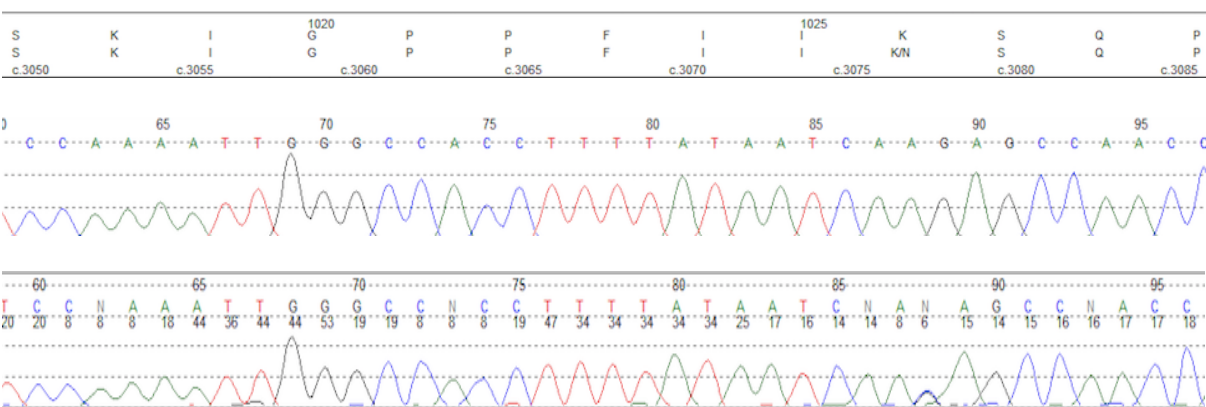 1020 1025
S K I G P P F I I K S Q P
S K I G P P F I I K/N S Q P
c.3050 c.3055 c.3060 c.3065 c.3070 c.3075 c.3080 c.3085
65 70 75 80 85 90 95
C C A A A A T T G G G C C A C C T T T T A T A A T C A A G A G C C A A C C
60 65 70 75 80 85 90 95
T C C N A A A T T G G G C C N C C T T T T A T A A T C N A N A G C C N A C C
20 20 8 8 8 18 44 36 44 44 53 19 19 8 8 8 19 47 34 34 34 34 34 25 17 16 14 14 8 6 15 14 15 16 16 17 17 18